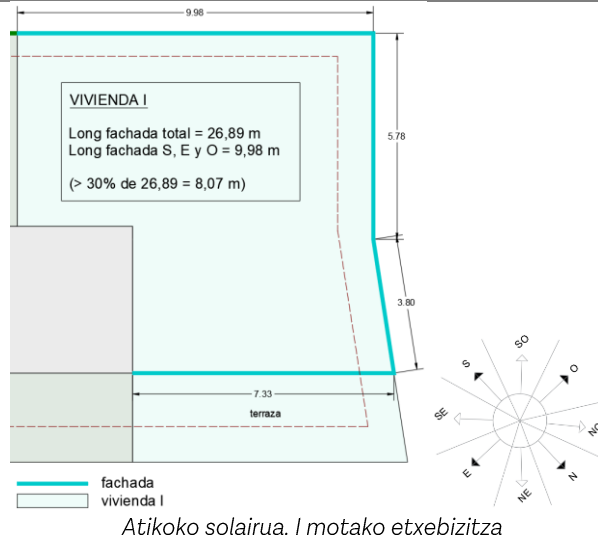 9.98
VIVIENDA I
Long fachada total = 26,89 m
Long fachada S, E y O = 9,98 m
(> 30% de 26,89 = 8,07 m)
5.78
3.80
7.33
terraza
SO
S
O
SE
NO
E
N
NE
fachada
vivienda I
Atikoko solairua. I motako etxebizitza